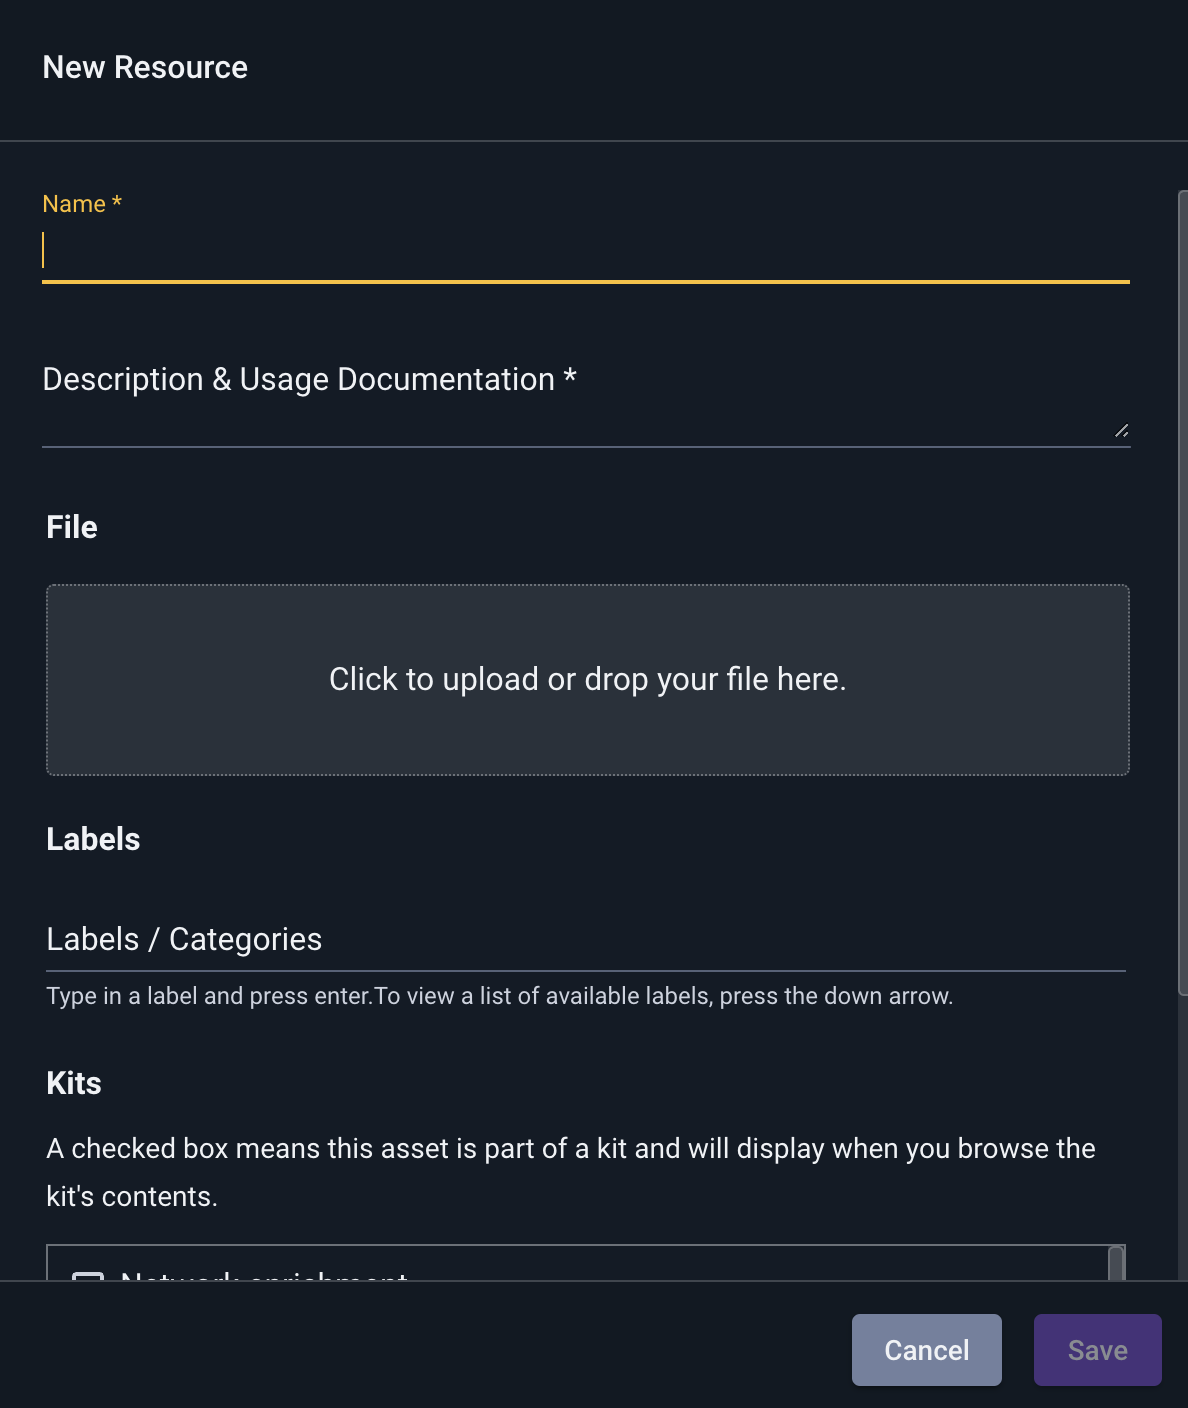 New Resource
Name *
Description & Usage Documentation *
File
Click to upload or drop your file here.
Labels
Labels / Categories
Type in a label and press enter.To view a list of available labels, press the down arrow.
Kits
A checked box means this asset is part of a kit and will display when you browse the
kit's contents.
Network enrichment
Cancel
Save